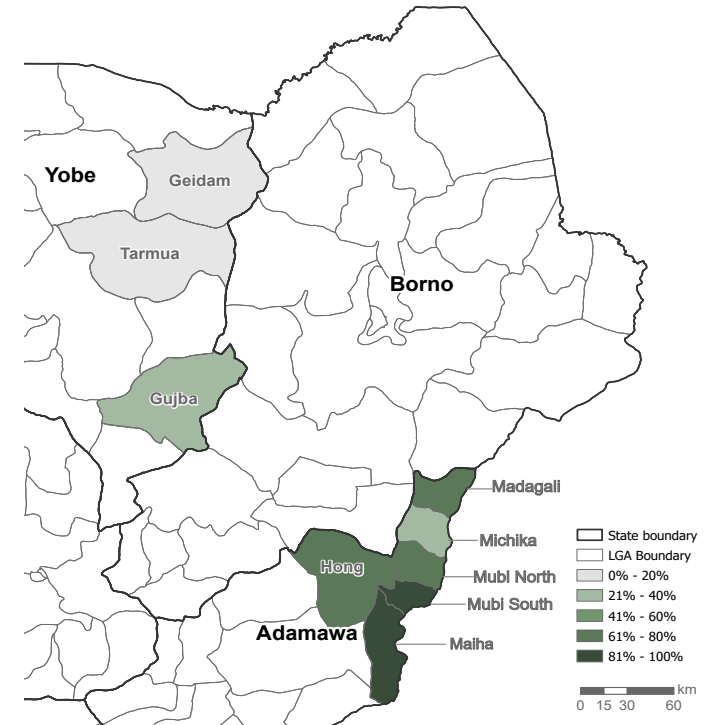 Yobe
Geidam
Tarmua
Borno
Gujba
Madagali
Michika
Hong
Mubi North
Mubi South
Adamawa
Maiha
State boundary
LGA Boundary
0% - 20%
21% - 40%
41% - 60%
61% - 80%
81% - 100%
km
0 15 30 60